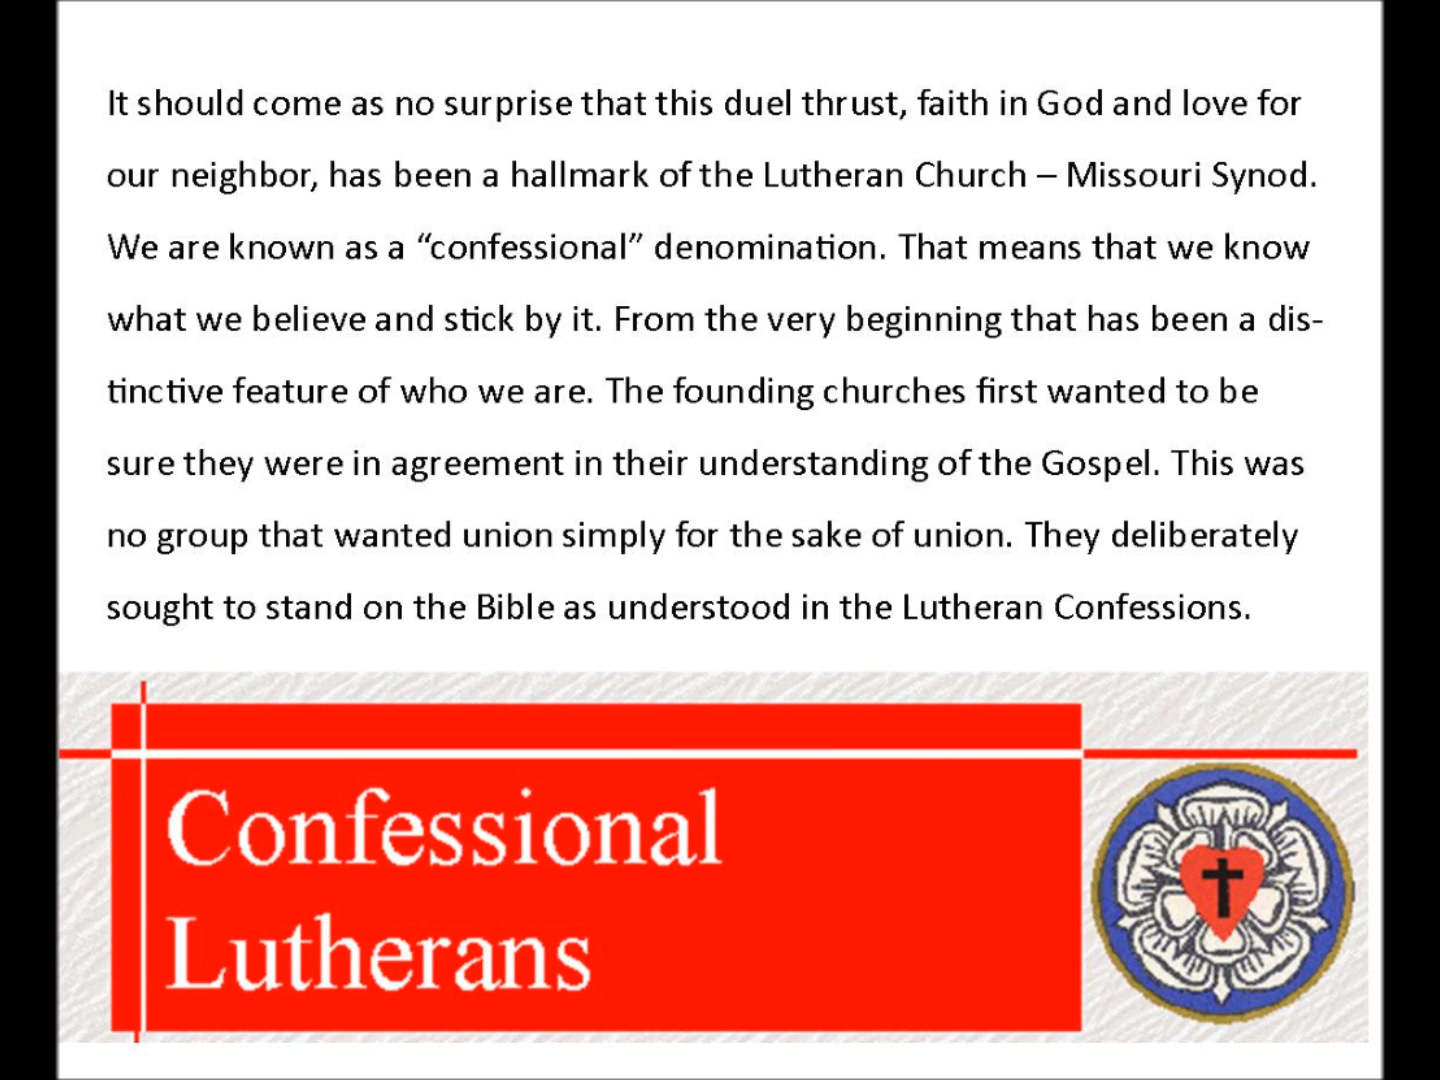 It should come as no surprise that this duel thrust, faith in God and love for
our neighbor, has been a hallmark of the Lutheran Church – Missouri Synod.
We are known as a “confessional” denomination. That means that we know
what we believe and stick by it. From the very beginning that has been a dis-
tinctive feature of who we are. The founding churches first wanted to be
sure they were in agreement in their understanding of the Gospel. This was
no group that wanted union simply for the sake of union. They deliberately
sought to stand on the Bible as understood in the Lutheran Confessions.
Confessional
Lutherans